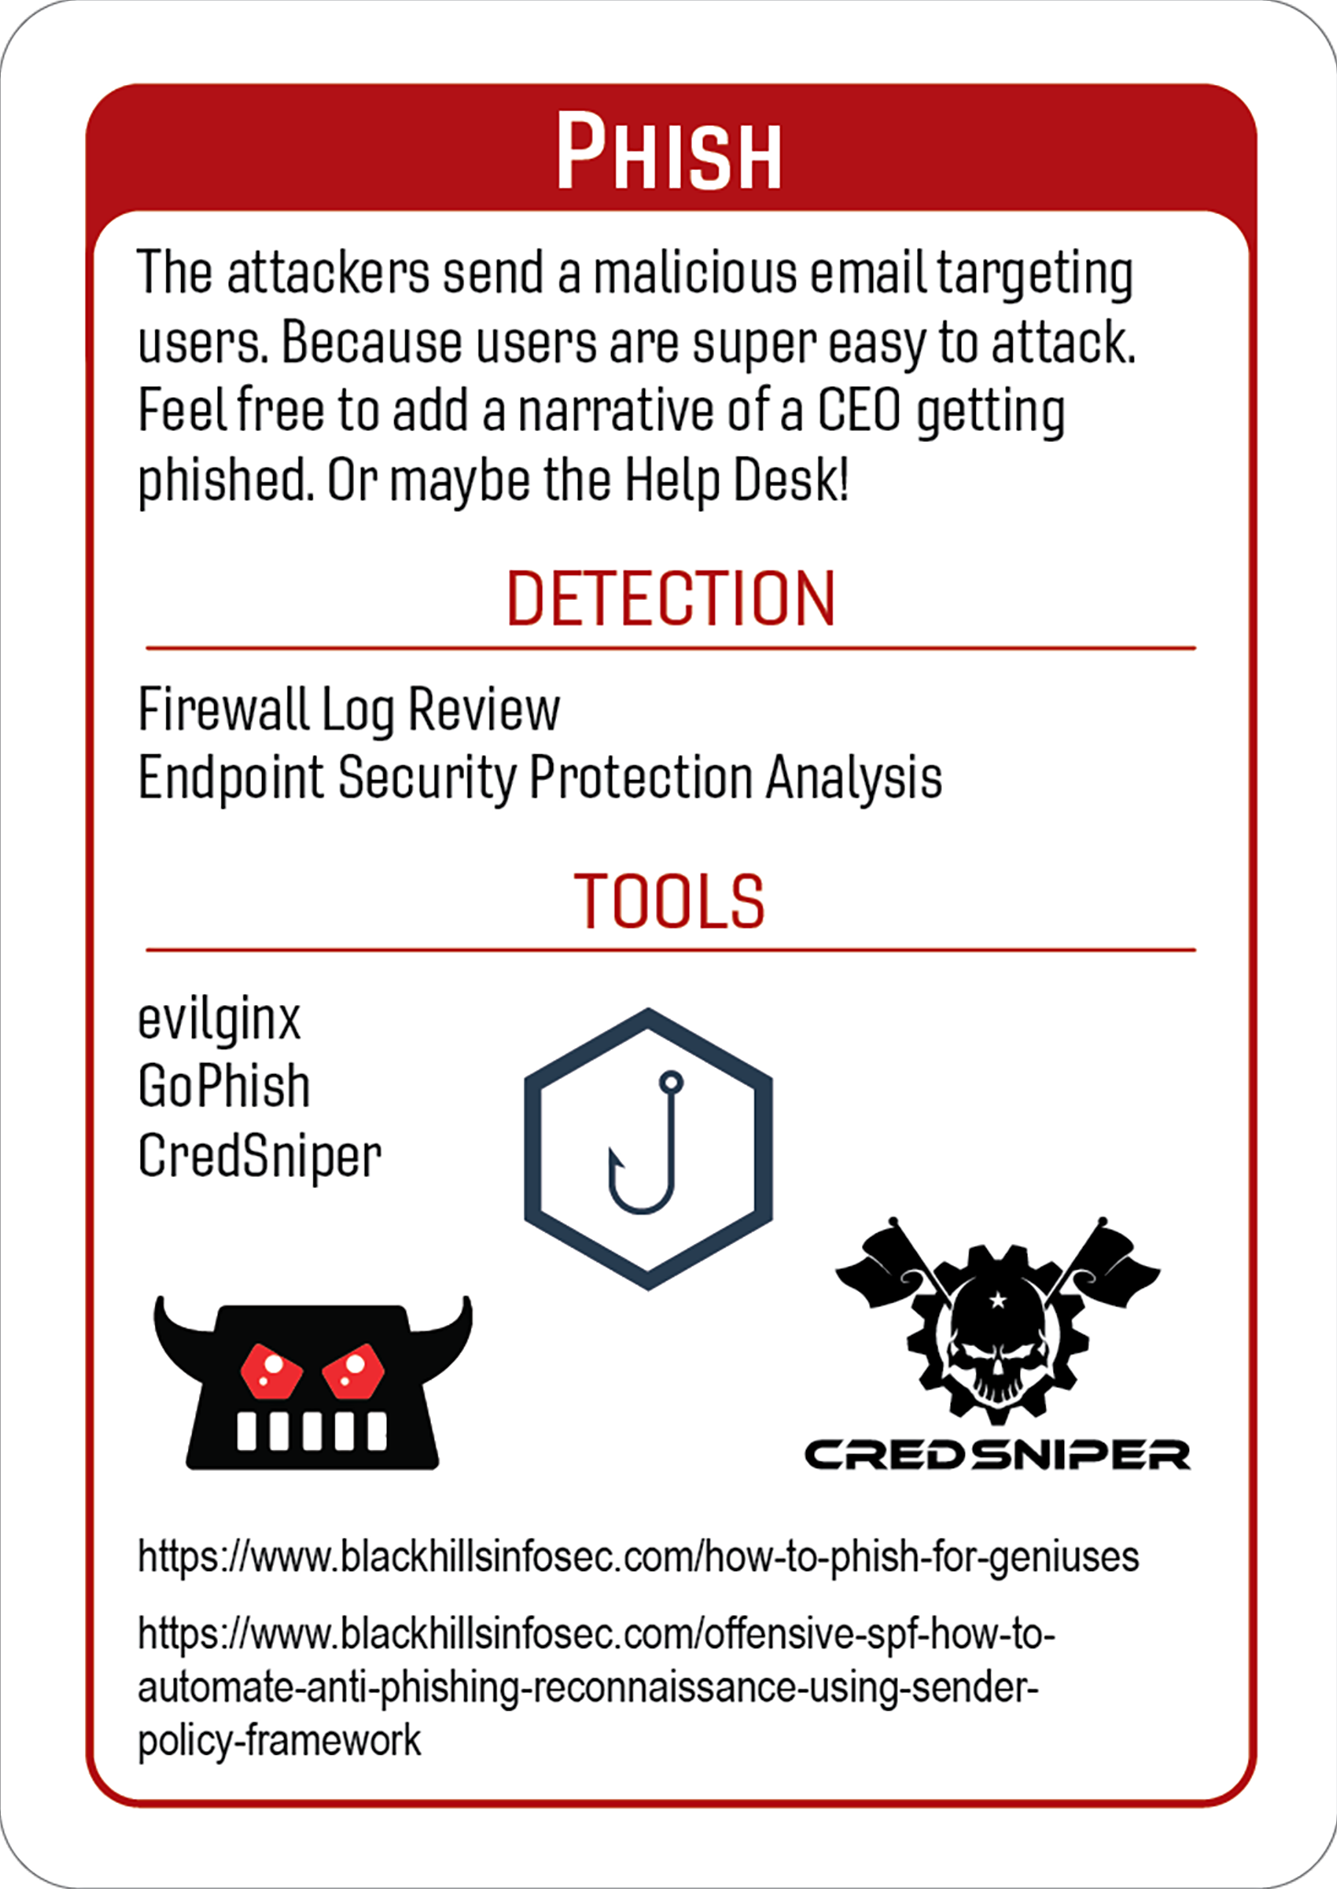 Phish
The attackers send a malicious email targeting
users. Because users are super easy to attack.
Feel free to add a narrative of a CEO getting
phished. Or maybe the Help Desk!
DETECTION
Firewall Log Review
Endpoint Security Protection Analysis
TOOLS
evilginx
GoPhish
CredSniper
CREDSNIPER
https://www.blackhillsinfosec.com/how-to-phish-for-geniuses
https://www.blackhillsinfosec.com/offensive-spf-how-to-
automate-anti-phishing-reconnaissance-using-sender-
policy-framework